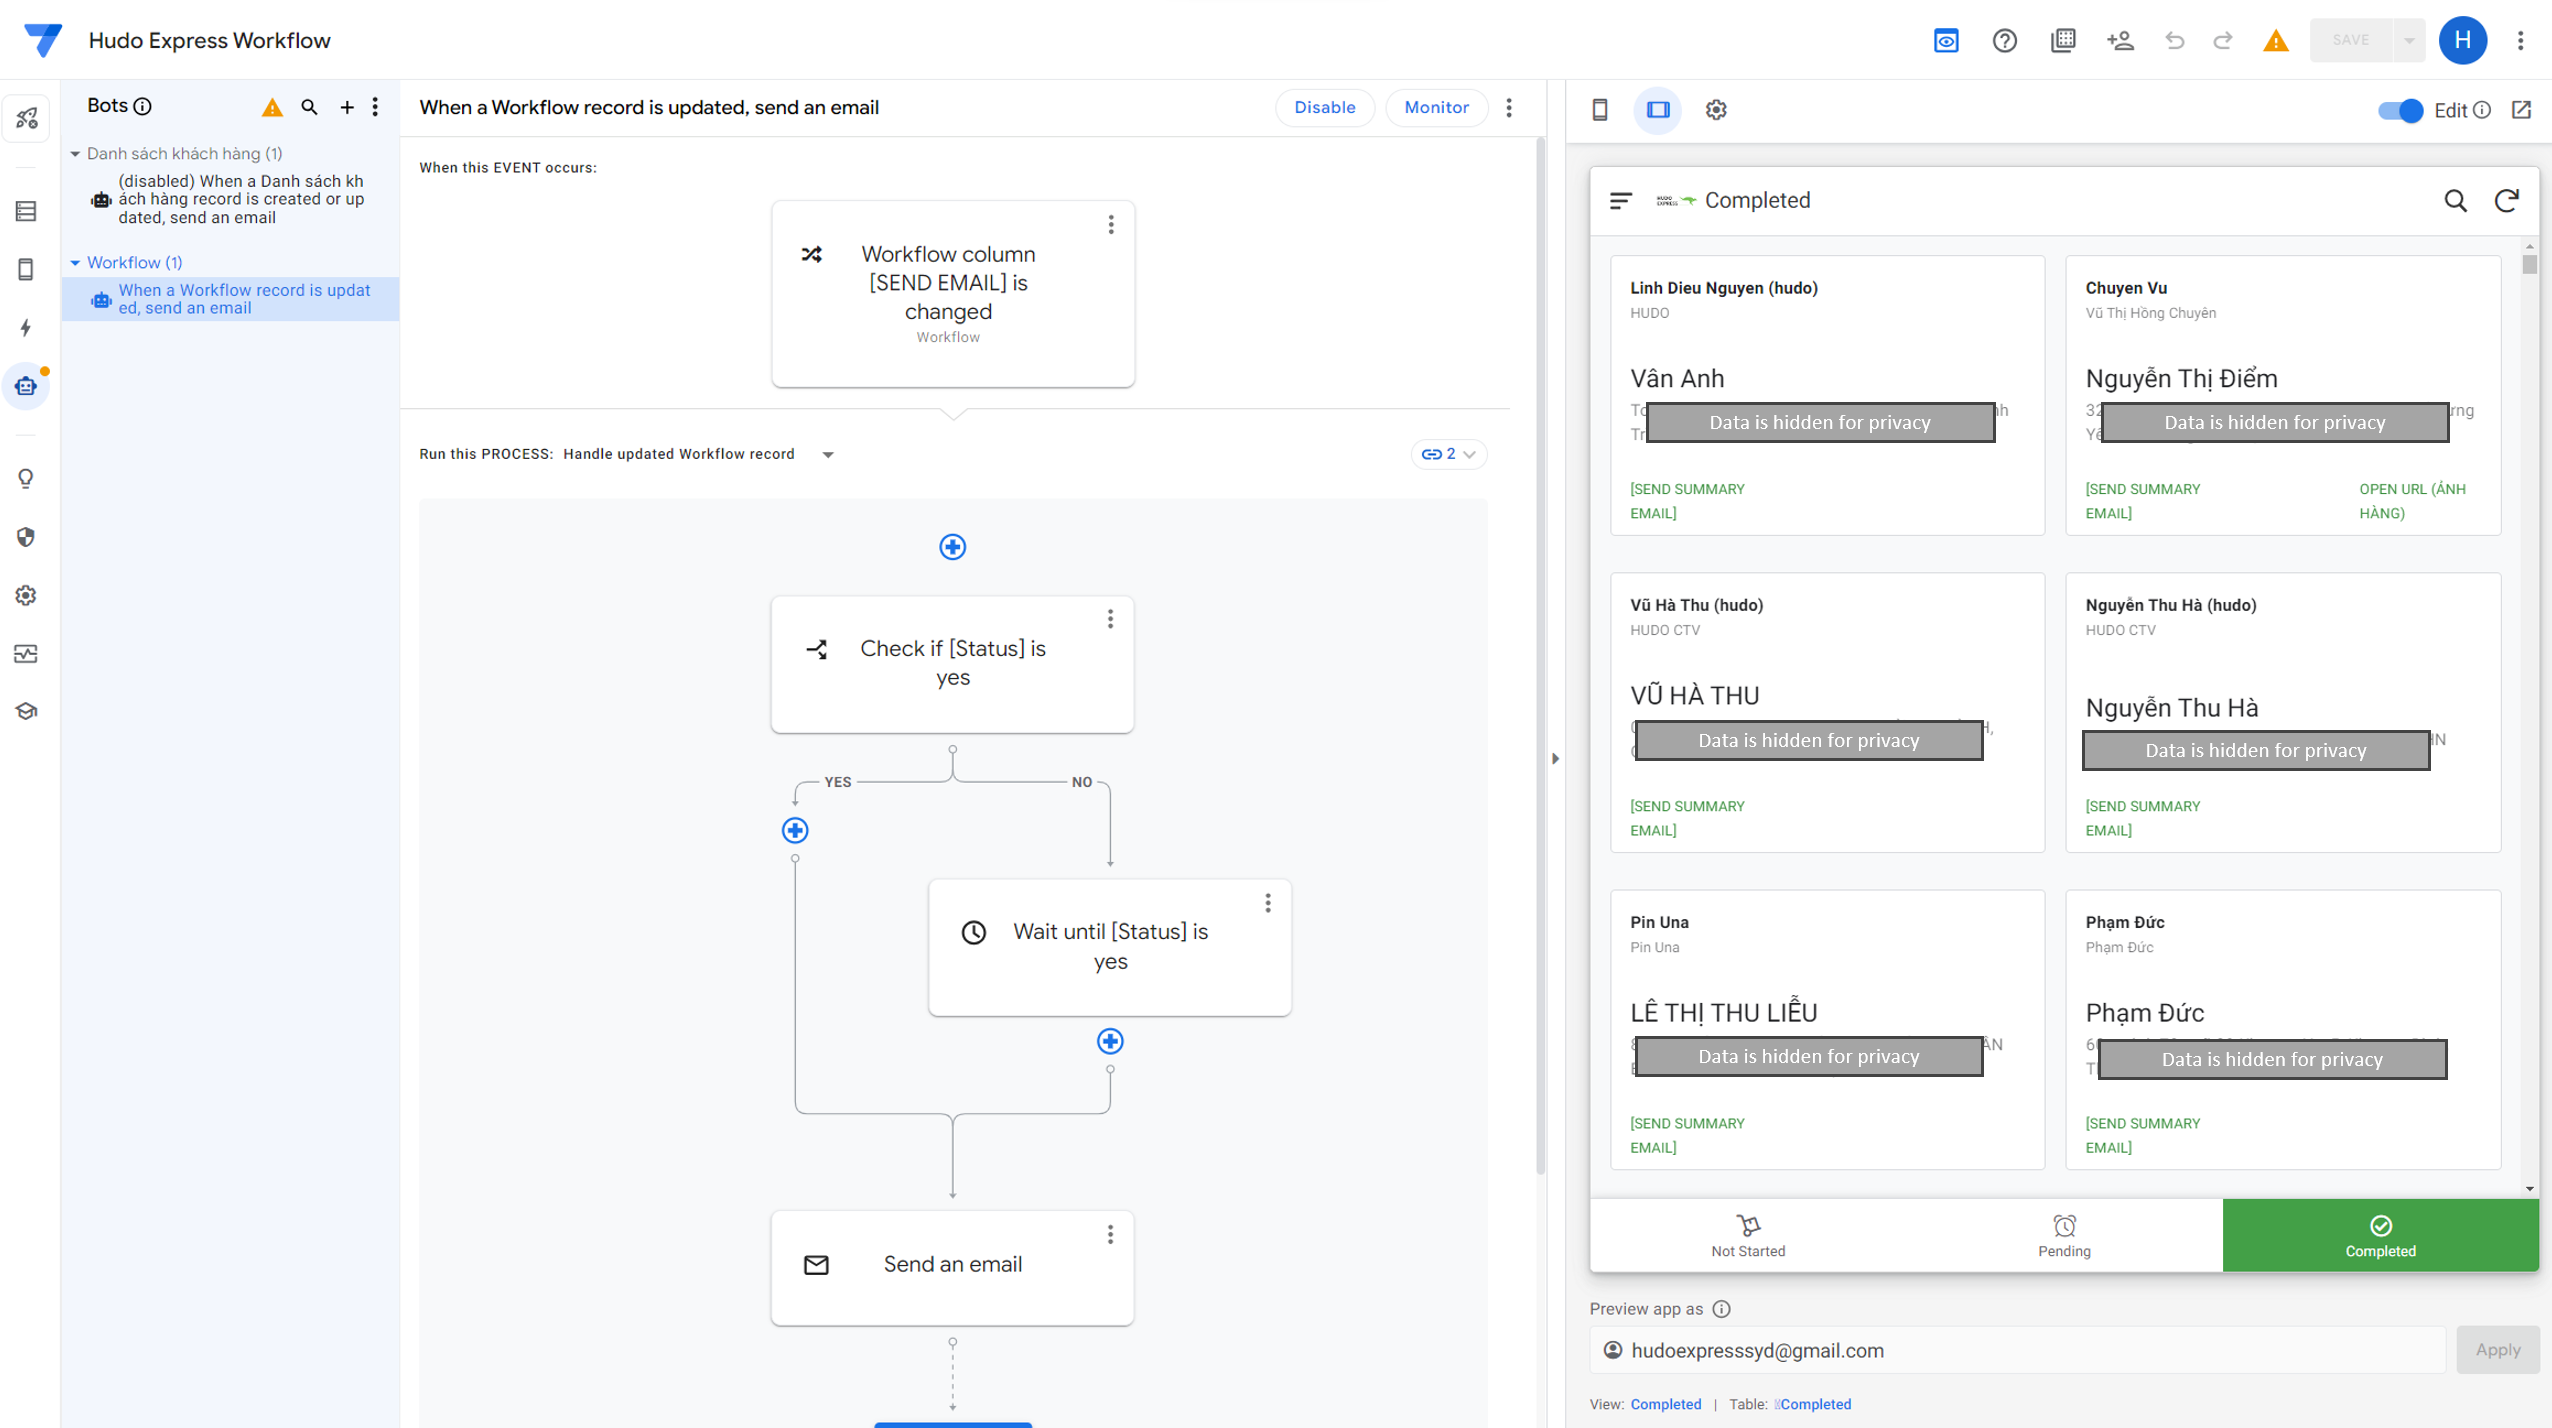 Hudo Express Workflow
SAVE
H
Bots
Danh sách khách hàng (1)
(disabled) When a Danh sách kh
ách hàng record is created or up
dated, send an email
Workflow (1)
When a Workflow record is updat
ed, send an email
When a Workflow record is updated, send an email
Disable
Monitor
When this EVENT occurs:
Workflow column
[SEND EMAIL] is
changed
Workflow
Run this PROCESS: Handle updated Workflow record
2
Check if [Status] is
yes
YES
NO
Wait until [Status] is
yes
Send an email
Edit
HUDO
EXPRESS
Completed
Linh Dieu Nguyen (hudo)
HUDO
Vân Anh
Data is hidden for privacy
[SEND SUMMARY
EMAIL]
Chuyen Vu
Vũ Thị Hồng Chuyên
Nguyễn Thị Điểm
Data is hidden for privacy
[SEND SUMMARY
EMAIL]
OPEN URL (ẢNH
HÀNG)
Vũ Hà Thu (hudo)
HUDO CTV
VŨ HÀ THU
Data is hidden for privacy
[SEND SUMMARY
EMAIL]
Nguyễn Thu Hà (hudo)
HUDO CTV
Nguyễn Thu Hà
Data is hidden for privacy
[SEND SUMMARY
EMAIL]
Pin Una
Pin Una
LÊ THỊ THU LIỄU
Data is hidden for privacy
[SEND SUMMARY
EMAIL]
Phạm Đức
Phạm Đức
Phạm Đức
Data is hidden for privacy
[SEND SUMMARY
EMAIL]
Not Started
Pending
Completed
Preview app as
hudoexpresssyd@gmail.com
Apply
View: Completed | Table: Completed